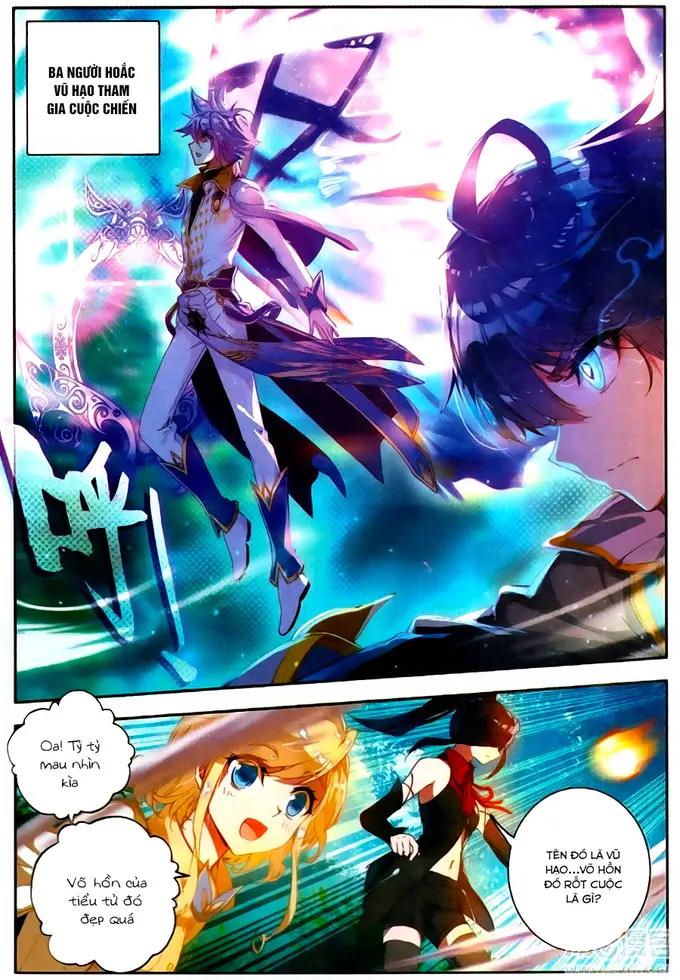 BA NGƯỜI HOẮC
VŨ HẠO THAM
GIA CUỘC CHIẾN
呼
Oa! Tỷ tỷ
mau nhìn
kìa
Võ hồn của
tiểu tử đó
đẹp quá
TÊN ĐÓ LÀ VŨ
HẠO...VÕ HỒN
ĐÓ RỐT CUỘC
LÀ GÌ?